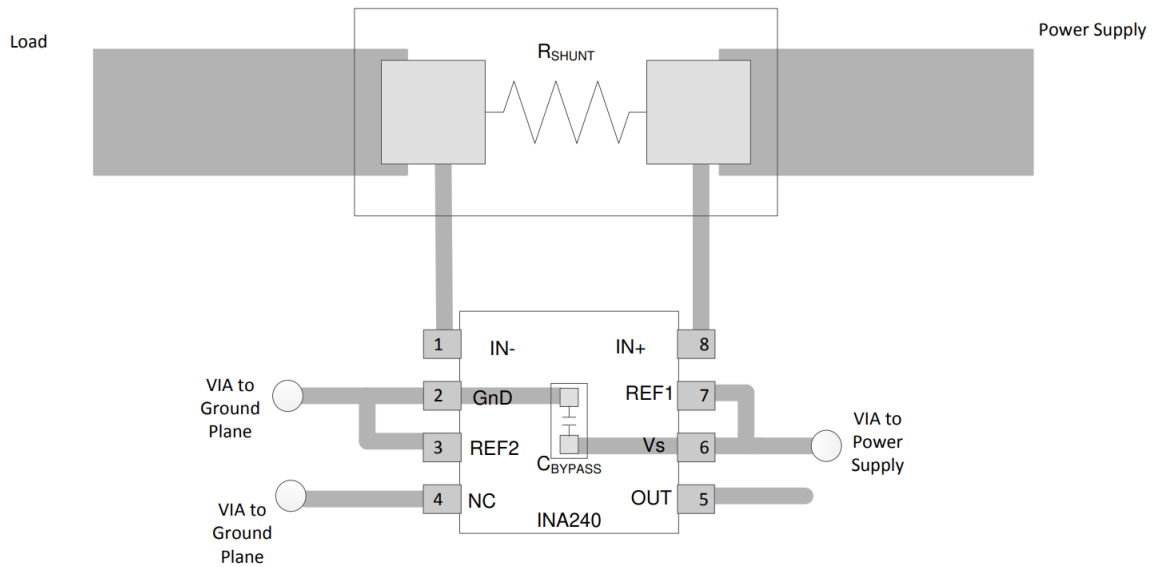 Load
Power Supply
RSHUNT
1
IN-
IN+
8
VIA to
Ground
Plane
2
GnD
REF1
7
3
REF2
Vs
6
VIA to
Power
Supply
CBYPASS
VIA to
Ground
Plane
4
NC
OUT
5
INA240